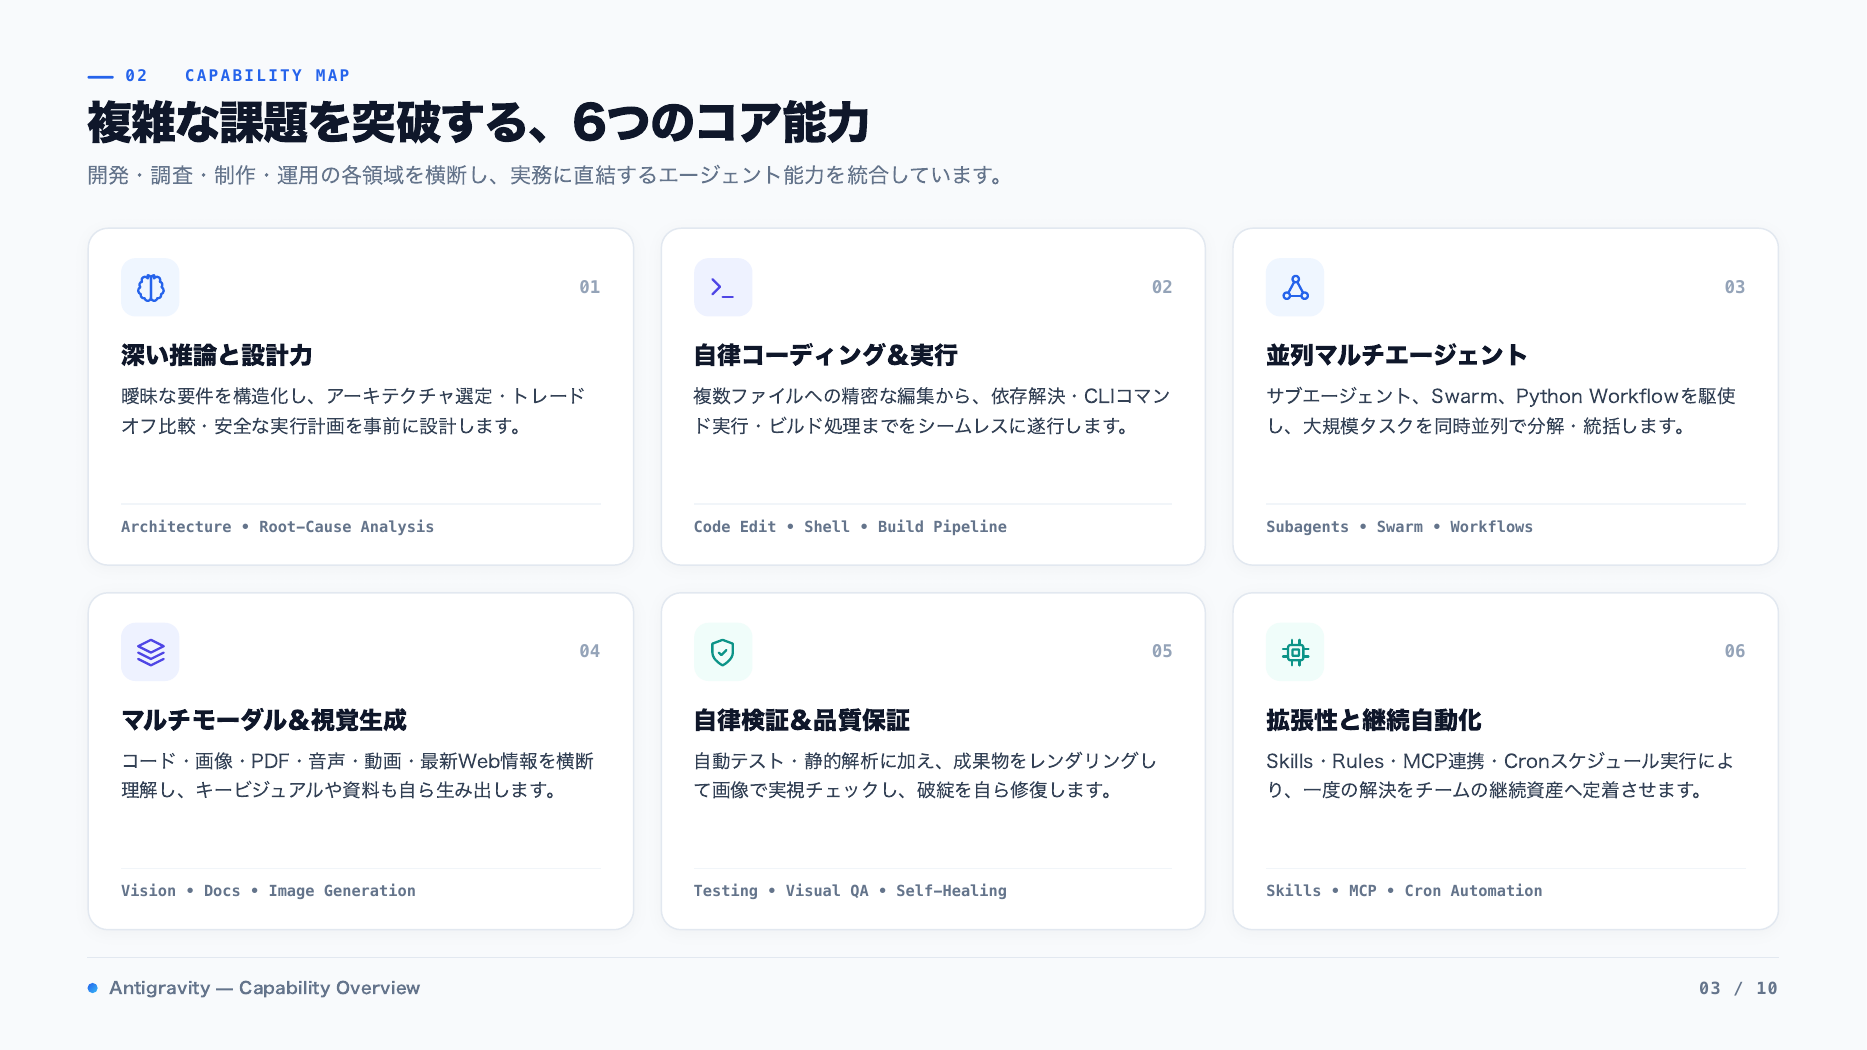 02 CAPABILITY MAP
複雑な課題を突破する、6つのコア能力
開発・調査・制作・運用の各領域を横断し、実務に直結するエージェント能力を統合しています。
01
深い推論と設計力
曖昧な要件を構造化し、アーキテクチャ選定・トレード
オフ比較・安全な実行計画を事前に設計します。
Architecture • Root-Cause Analysis
02
自律コーディング&実行
複数ファイルへの精密な編集から、依存解決・CLIコマン
ド実行・ビルド処理までをシームレスに遂行します。
Code Edit • Shell • Build Pipeline
03
並列マルチエージェント
サブエージェント、Swarm、Python Workflowを駆使
し、大規模タスクを同時並列で分解・統括します。
Subagents • Swarm • Workflows
04
マルチモーダル&視覚生成
コード・画像・PDF・音声・動画・最新Web情報を横断
理解し、キービジュアルや資料も自ら生み出します。
Vision • Docs • Image Generation
05
自律検証&品質保証
自動テスト・静的解析に加え、成果物をレンダリングし
て画像で実視チェックし、破綻を自ら修復します。
Testing • Visual QA • Self-Healing
06
拡張性と継続自動化
Skills・Rules・MCP連携・Cronスケジュール実行によ
り、一度の解決をチームの継続資産へ定着させます。
Skills • MCP • Cron Automation
Antigravity — Capability Overview
03 / 10